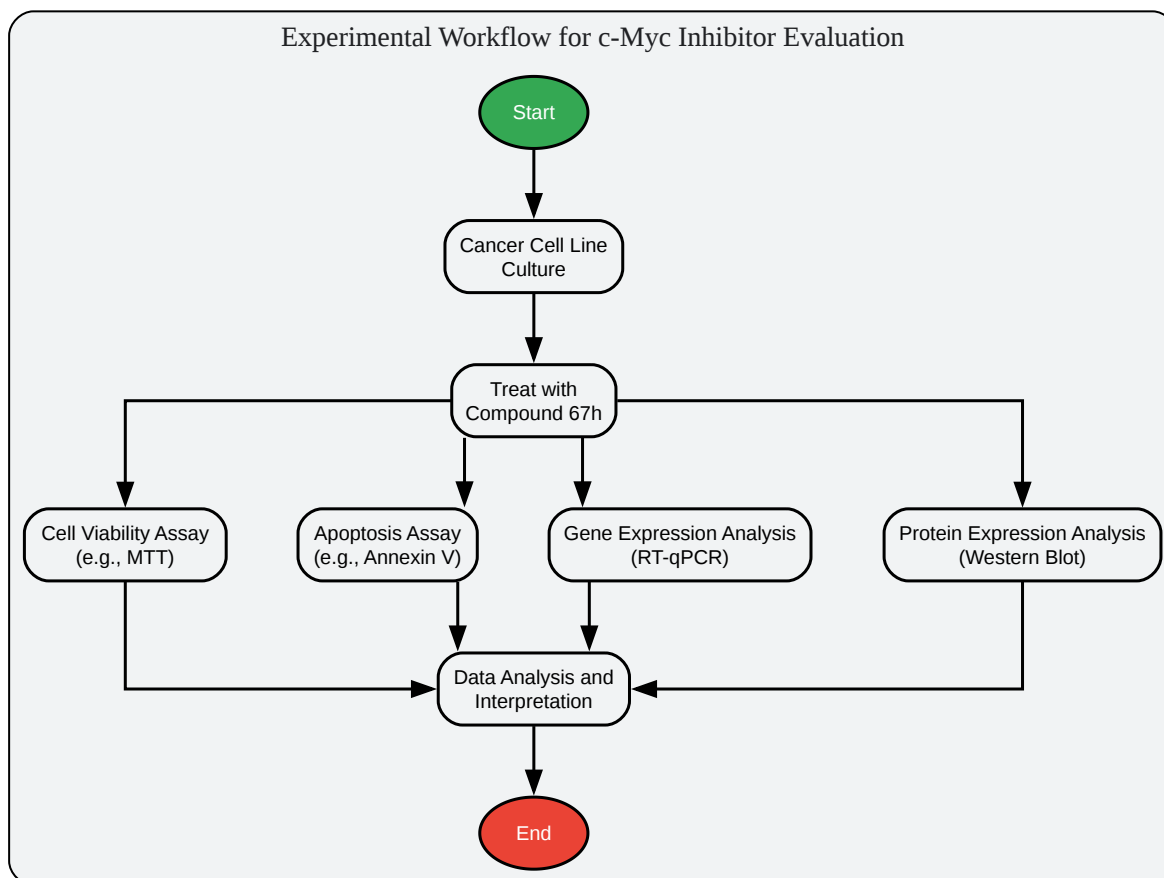 Experimental Workflow for c-Myc Inhibitor Evaluation
Start
Cancer Cell Line
Culture
Treat with
Compound 67h
Cell Viability Assay
(e.g., MTT)
Apoptosis Assay
(e.g., Annexin V)
Gene Expression Analysis
(RT-qPCR)
Protein Expression Analysis
(Western Blot)
Data Analysis and
Interpretation
End